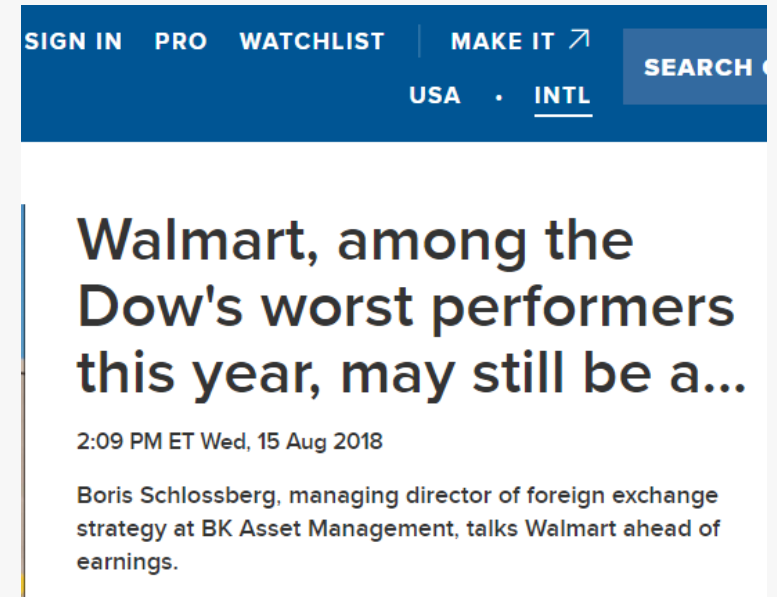 SIGN IN PRO WATCHLIST MAKE IT
USA • INTL
SEARCH
Walmart, among the
Dow's worst performers
this year, may still be a...
2:09 PM ET Wed, 15 Aug 2018
Boris Schlossberg, managing director of foreign exchange
strategy at BK Asset Management, talks Walmart ahead of
earnings.